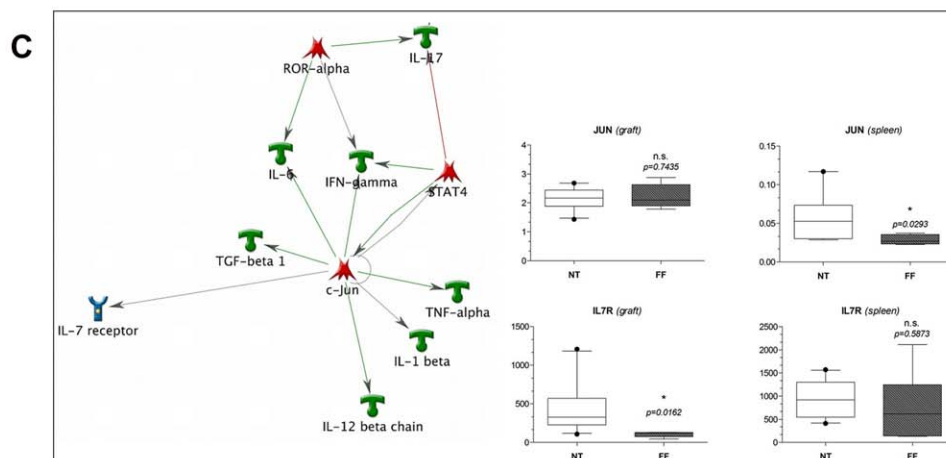 C
ROR-alpha
IL-17
IL-6
IFN-gamma
STAT4
TGF-beta 1
c-Jun
IL-7 receptor
TNF-alpha
IL-1 beta
IL-12 beta chain
JUN (graft)
4
3
2
1
0
n.s.
p=0.7435
NT
FF
JUN (spleen)
0.15
0.10
0.05
0.00
*
p=0.0293
NT
FF
IL7R (graft)
1500
1000
500
0
*
p=0.0162
NT
FF
IL7R (spleen)
2500
2000
1500
1000
500
0
n.s.
p=0.5873
NT
FF